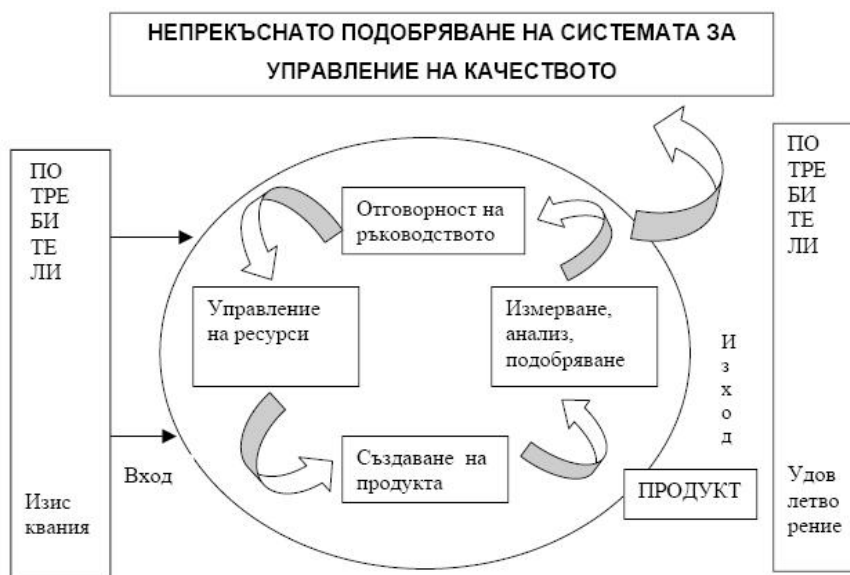 НЕПРЕКЪСНАТО ПОДОБРЯВАНЕ НА СИСТЕМАТА ЗА
УПРАВЛЕНИЕ НА КАЧЕСТВОТО
ПО
ТРЕ
БИ
ТЕ
ЛИ
Изис
квания
Вход
Отговорност на
ръководството
Управление
на ресурси
Измерване,
анализ,
подобряване
Създаване на
продукта
И
з
х
о
д
ПРОДУКТ
ПО
ТРЕ
БИ
ТЕ
ЛИ
Удов
летво
рение